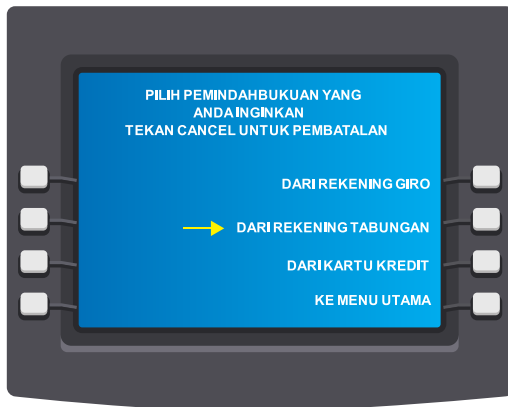 PILIH PEMINDAHBUKUAN YANG
ANDA INGINKAN
TEKAN CANCEL UNTUK PEMBATALAN
DARI REKENING GIRO
DARI REKENING TABUNGAN
DARI KARTU KREDIT
KE MENU UTAMA